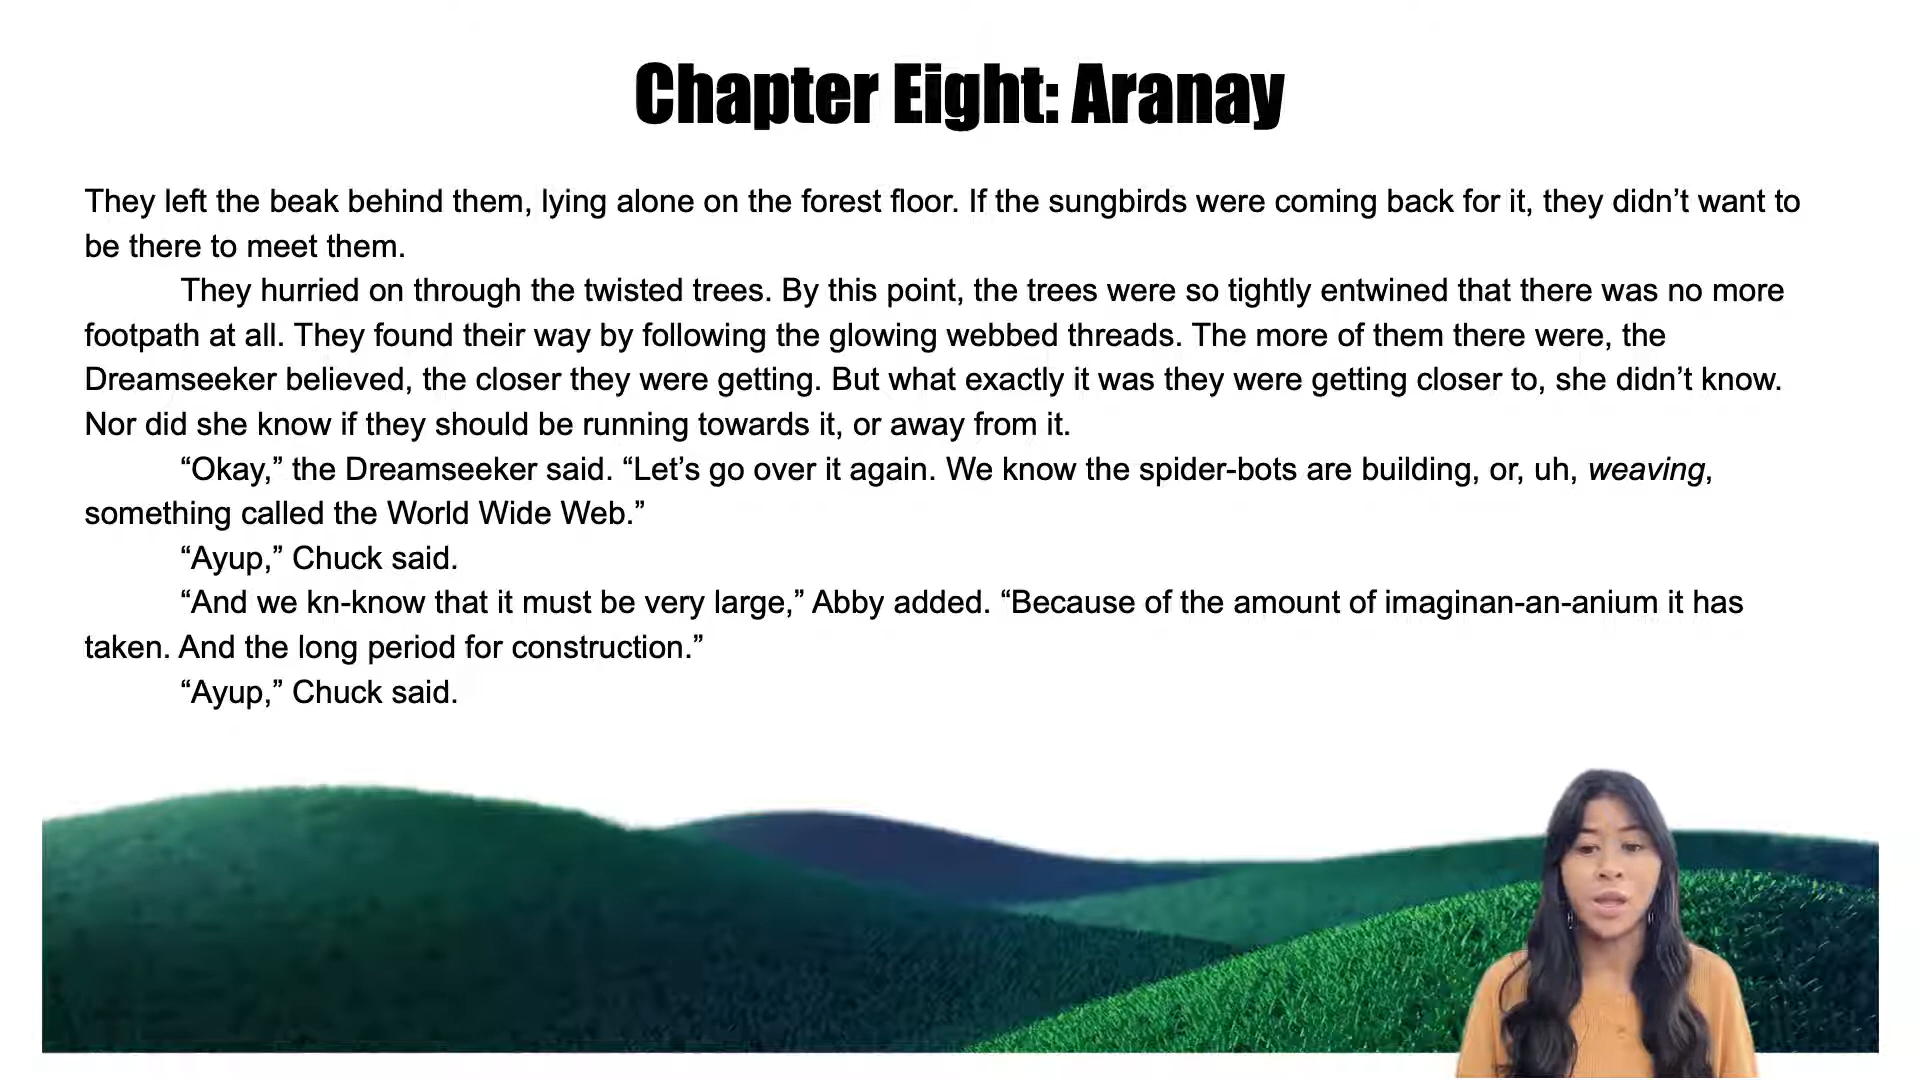 Chapter Eight: Aranay
They left the beak behind them, lying alone on the forest floor. If the sungbirds were coming back for it, they didn’t want to
be there to meet them.
They hurried on through the twisted trees. By this point, the trees were so tightly entwined that there was no more
footpath at all. They found their way by following the glowing webbed threads. The more of them there were, the
Dreamseeker believed, the closer they were getting. But what exactly it was they were getting closer to, she didn’t know.
Nor did she know if they should be running towards it, or away from it.
“Okay,” the Dreamseeker said. “Let’s go over it again. We know the spider-bots are building, or, uh, weaving,
something called the World Wide Web.”
“Ayup,” Chuck said.
“And we kn-know that it must be very large,” Abby added. “Because of the amount of imaginan-an-anium it has
taken. And the long period for construction.”
“Ayup,” Chuck said.